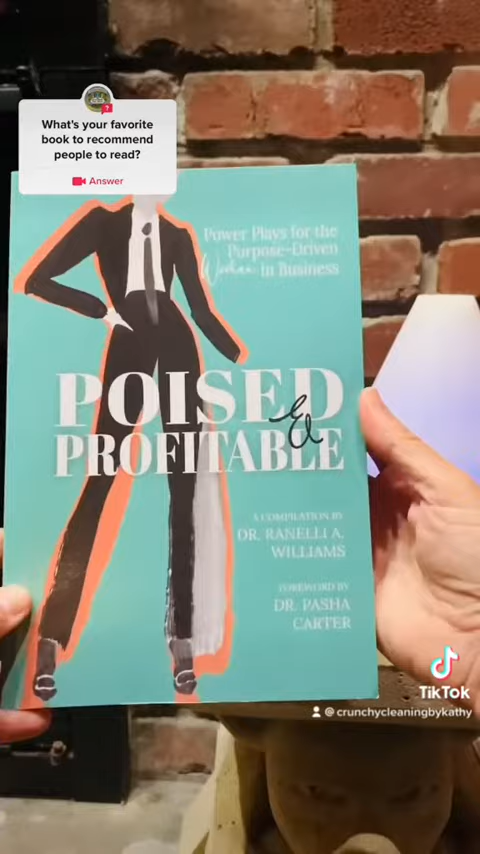 What's your favorite
book to recommend
people to read?
Answer
Power Plays for the
Purpose-Driven
Woman in Business
POISED
&
PROFITABLE
A COMPILATION BY
DR. RANELLI A.
WILLIAMS
FOREWORD BY
DR. PASHA
CARTER
TikTok
@crunchycleaningbykathy